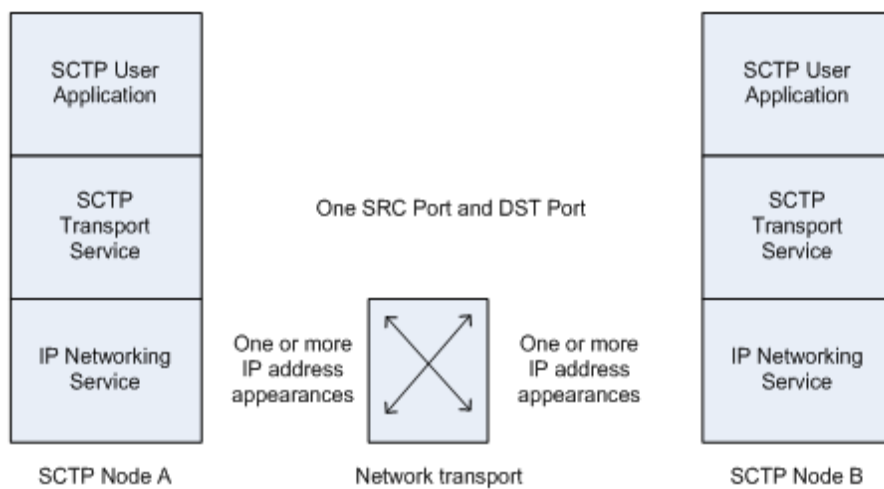 SCTP User
Application
SCTP
Transport
Service
IP Networking
Service
SCTP Node A
One SRC Port and DST Port
One or more
IP address
appearances
Network transport
One or more
IP address
appearances
SCTP User
Application
SCTP
Transport
Service
IP Networking
Service
SCTP Node B